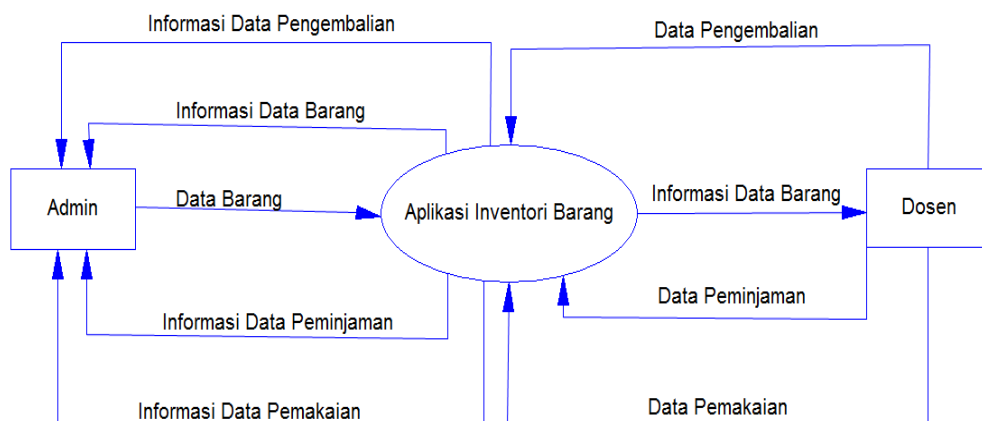 Informasi Data Pengembalian
Data Pengembalian
Informasi Data Barang
Admin
Data Barang
Aplikasi Inventori Barang
Informasi Data Barang
Dosen
Informasi Data Peminjaman
Data Peminjaman
Informasi Data Pemakaian
Data Pemakaian